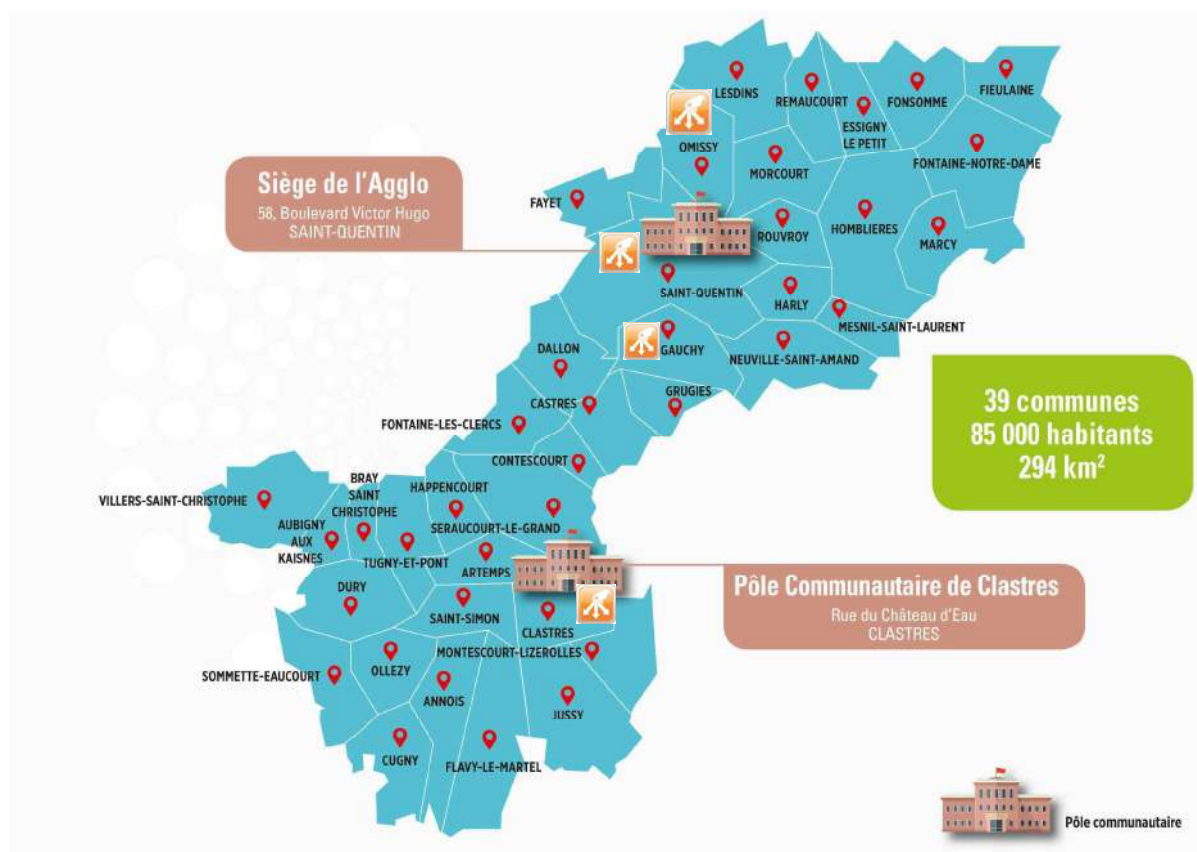 LESDINS
REMAUCOURT
ESSIGNY
LE PETIT
FONSOMME
FIEULAINE
OMISSY
MORCOURT
FONTAINE-NOTRE-DAME
Siège de l'Agglo
58, Boulevard Victor Hugo
SAINT-QUENTIN
FAYET
ROUVROY
HOMBLIERES
MARCY
SAINT-QUENTIN
HARLY
MESNIL-SAINT-LAURENT
GAUCHY
NEUVILLE-SAINT-AMAND
DALLON
CASTRES
GRUGIES
39 communes
85 000 habitants
294 km²
FONTAINE-LES-CLERCS
CONTESCOURT
VILLERS-SAINT-CHRISTOPHE
BRAY
SAINT
CHRISTOPHE
HAPPENCOURT
SERAUCOURT-LE-GRAND
AUBIGNY
AUX
KAISNES
TUGNY-ET-PONT
ARTEMPS
DURY
SAINT-SIMON
CLASTRES
Pôle Communautaire de Clastres
Rue du Château d'Eau
CLASTRES
MONTESCOURT-LIZEROLLES
SOMMETTE-EAUCOURT
OLLEZY
ANNOIS
JUSSY
CUGNY
FLAVY-LE-MARTEL
Pôle communautaire